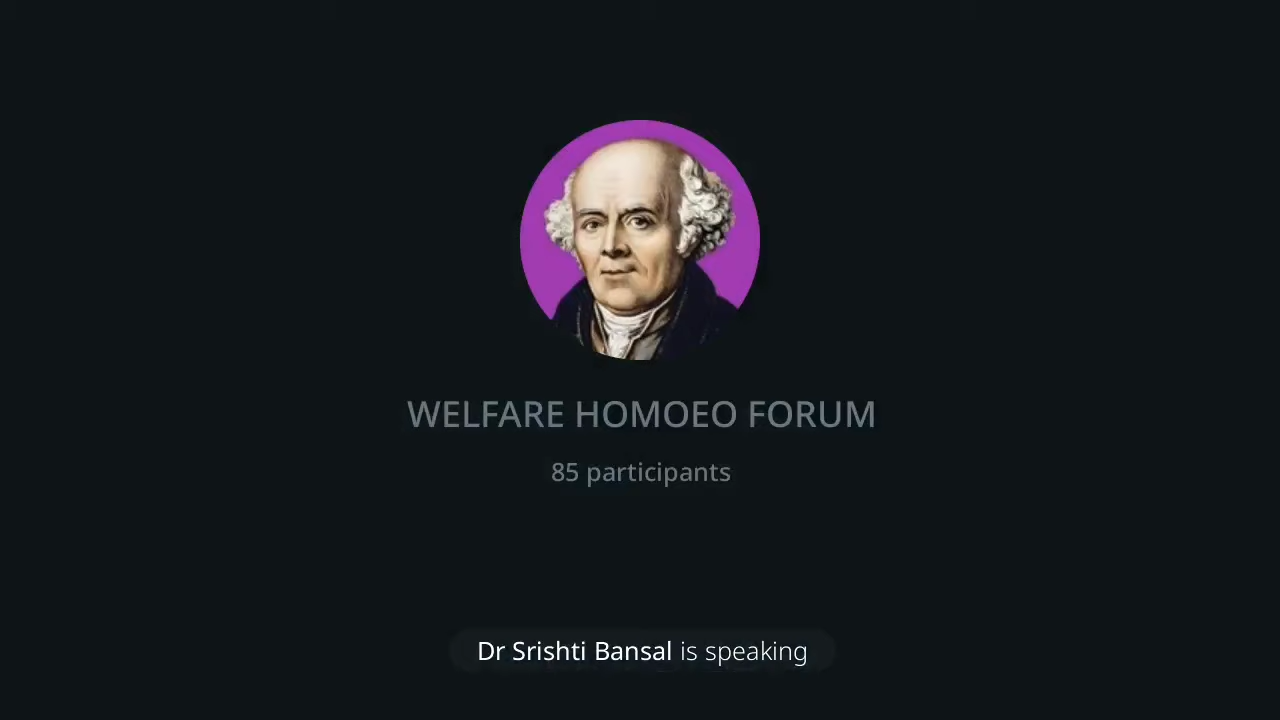 WELFARE HOMOEO FORUM
85 participants
Dr Srishti Bansal is speaking